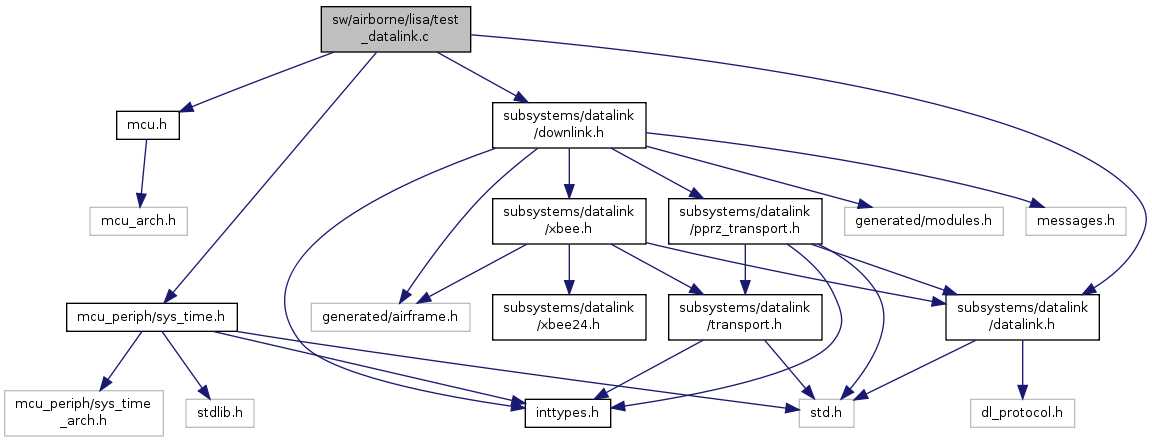 sw/airborne/lisa/test
_datalink.c
mcu.h
subsystems/datalink
/downlink.h
mcu_arch.h
subsystems/datalink
/xbee.h
subsystems/datalink
/pprz_transport.h
generated/modules.h
messages.h
mcu_periph/sys_time.h
generated/airframe.h
subsystems/datalink
/xbee24.h
subsystems/datalink
/transport.h
subsystems/datalink
/datalink.h
mcu_periph/sys_time
_arch.h
stdlib.h
inttypes.h
std.h
dl_protocol.h